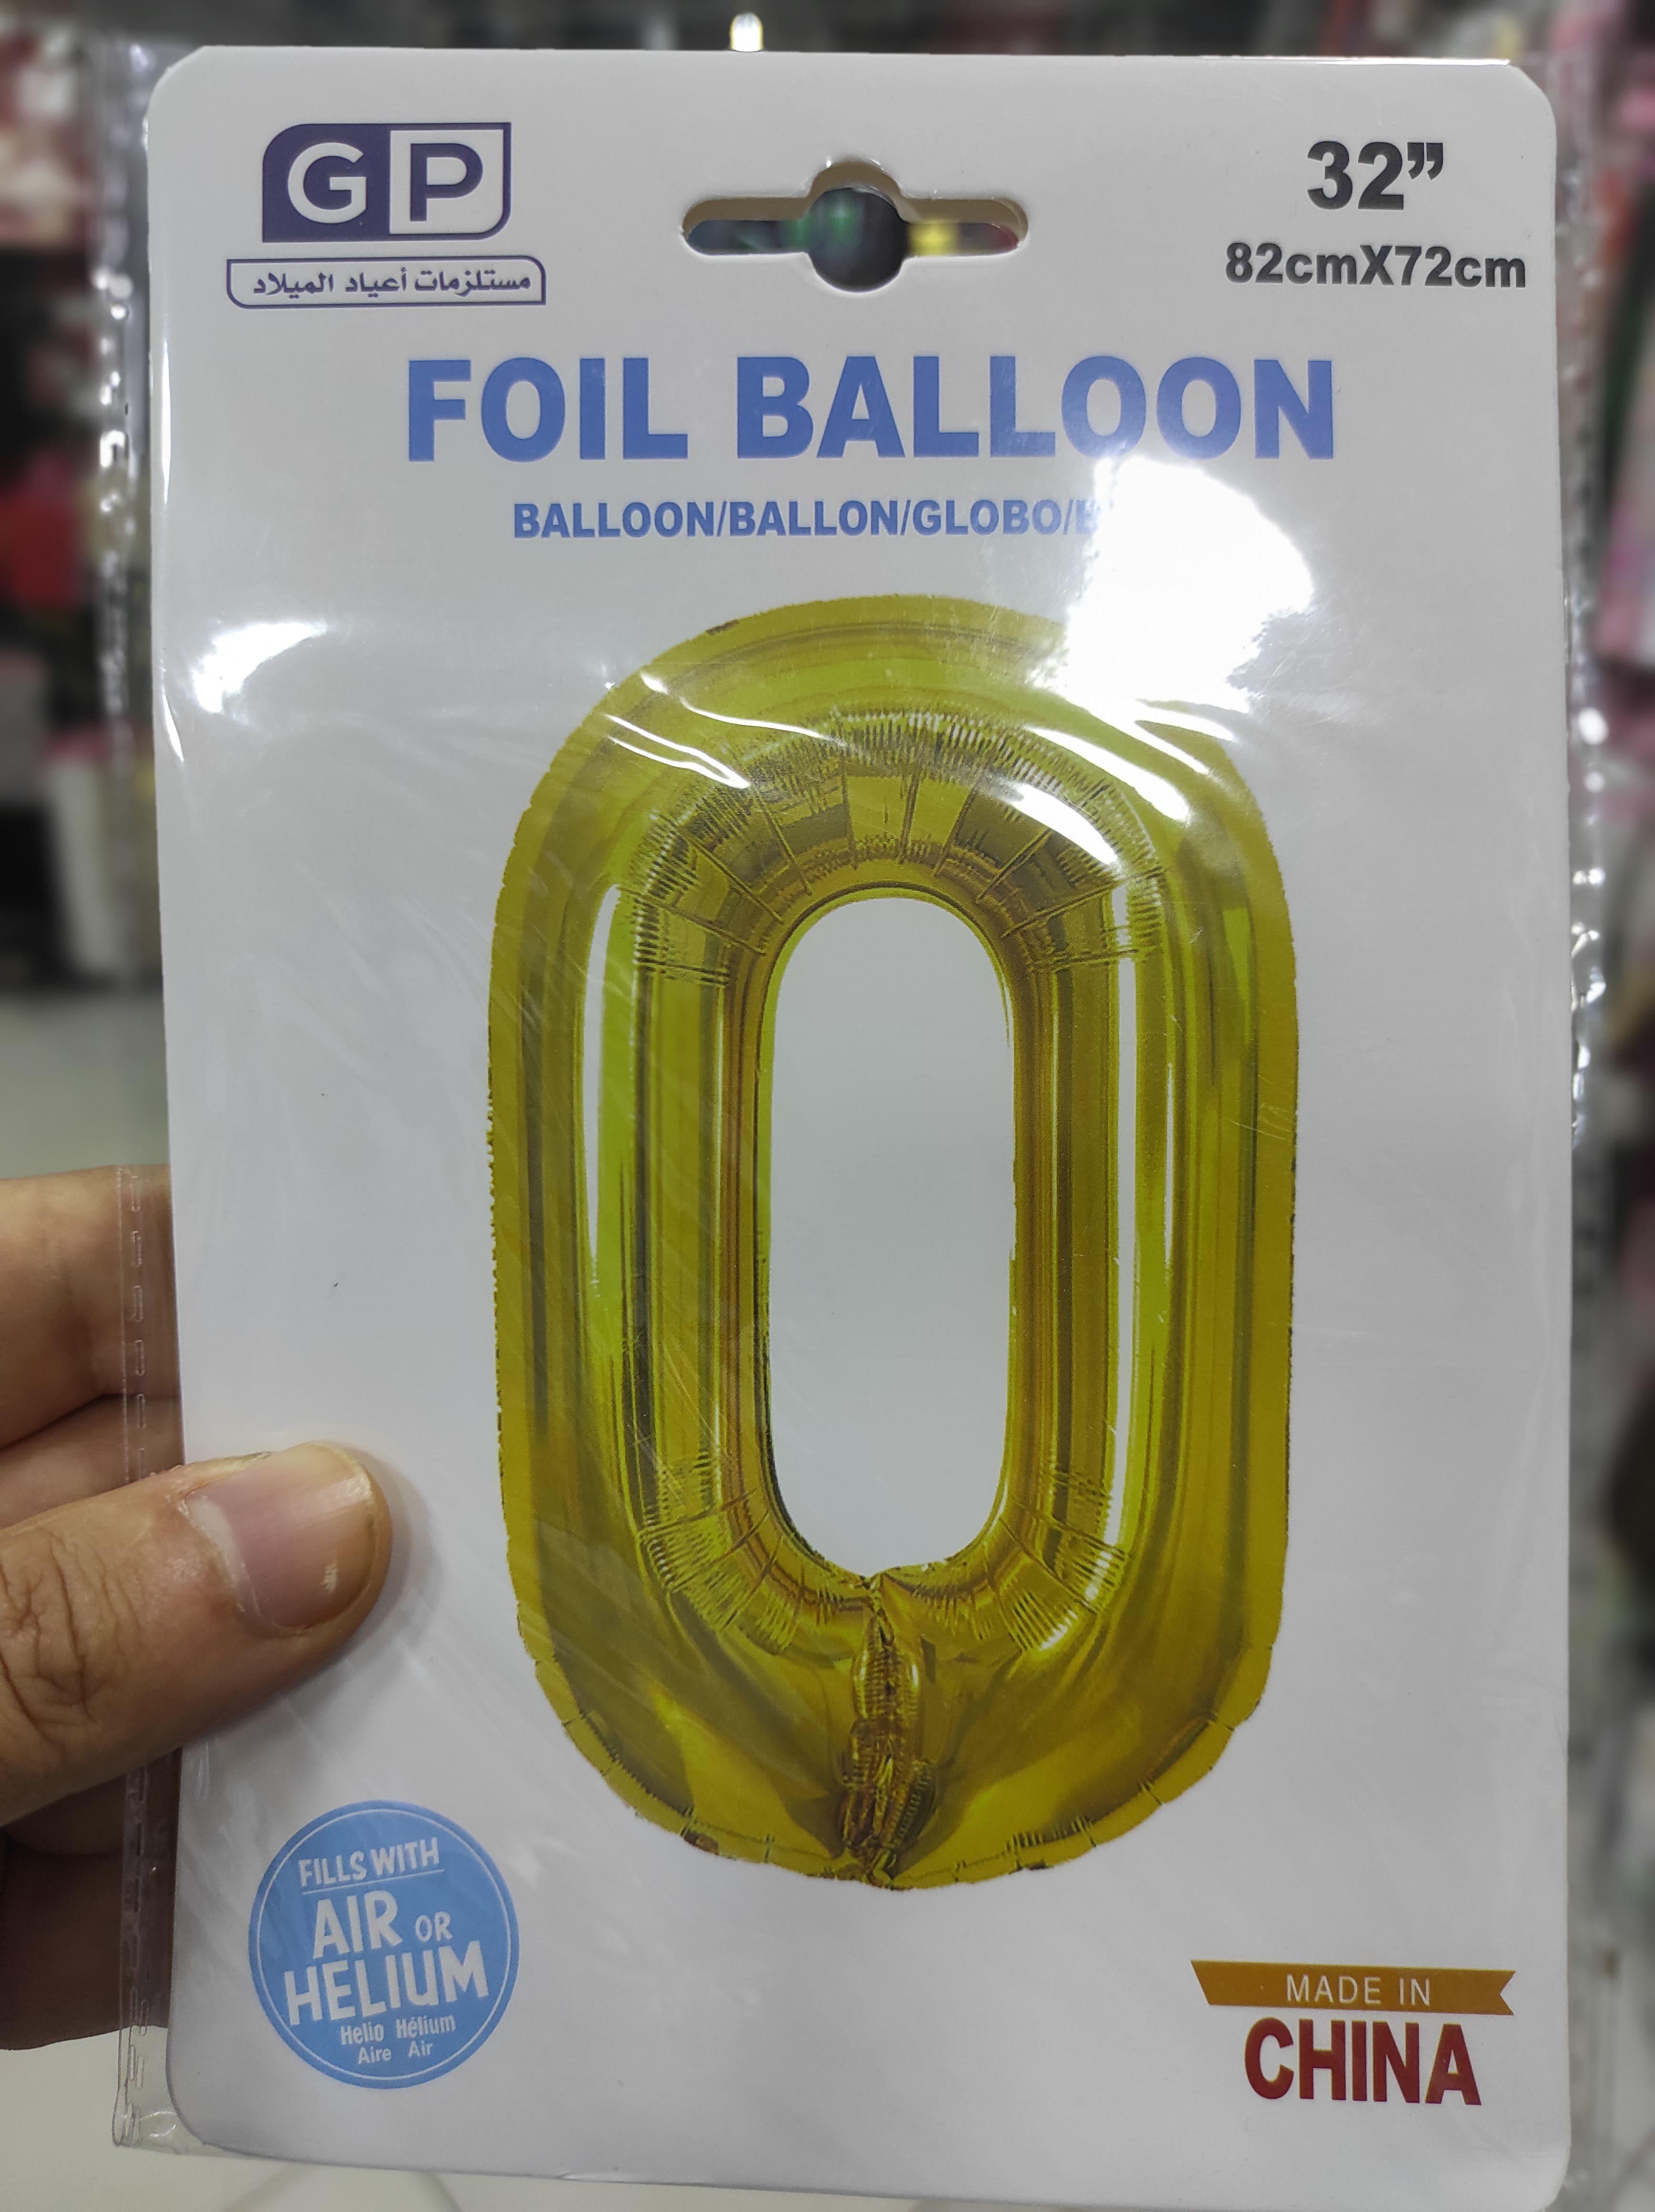 GP
مستلزمات أعياد الميلاد
32”
82cmX72cm
FOIL BALLOON
BALLOON/BALLON/GLOBO/
FILLS WITH
AIR OR
HELIUM
Helio Hélium
Aire Air
MADE IN
CHINA